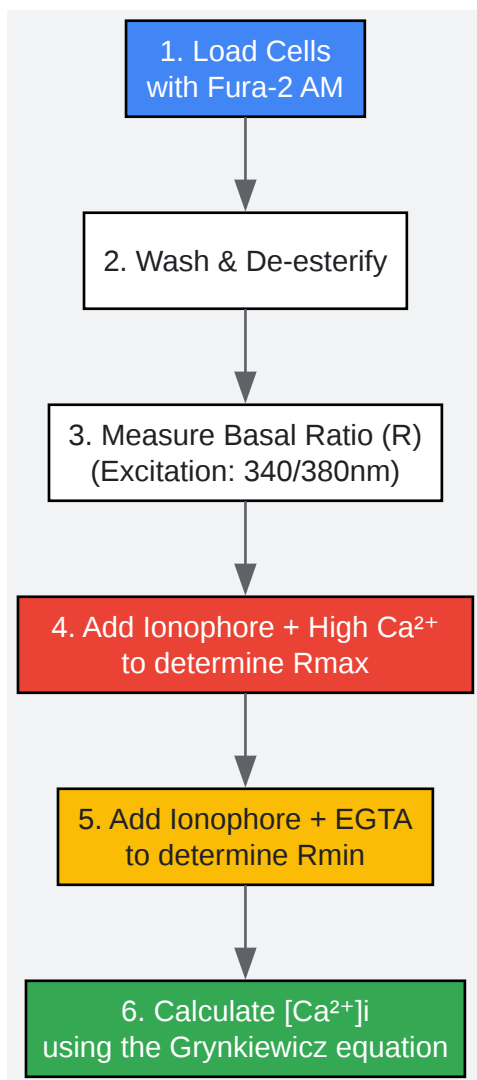 1. Load Cells
with Fura-2 AM
2. Wash & De-esterify
3. Measure Basal Ratio (R)
(Excitation: 340/380nm)
4. Add Ionophore + High Ca²⁺
to determine Rmax
5. Add Ionophore + EGTA
to determine Rmin
6. Calculate [Ca²⁺]i
using the Grynkiewicz equation